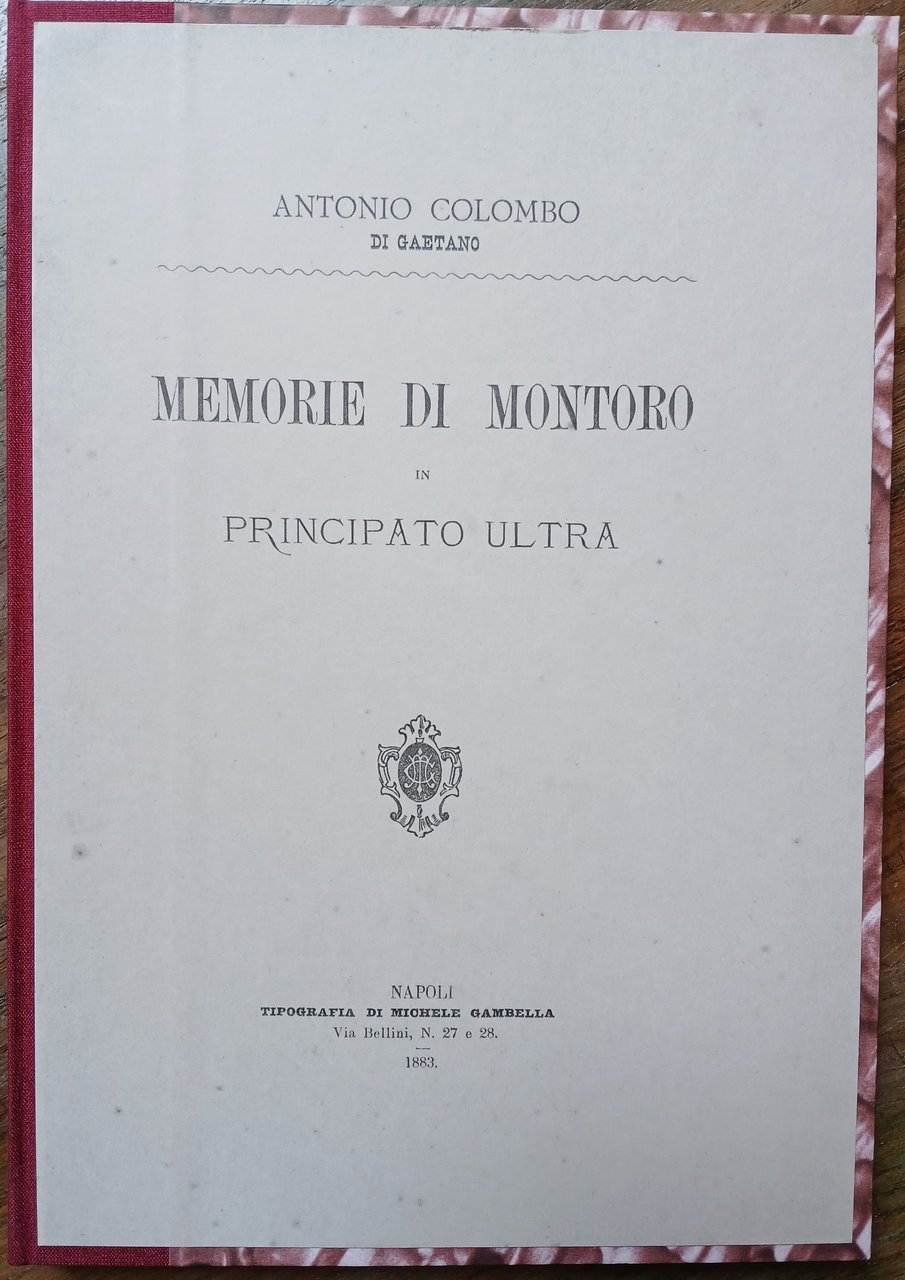 ANTONIO COLOMBO
DI GAETANO
MEMORIE DI MONTORO
IN
PRINCIPATO ULTRA
NAPOLI
TIPOGRAFIA DI MICHELE GAMBELLA
Via Bellini, N. 27 e 28.
1883.